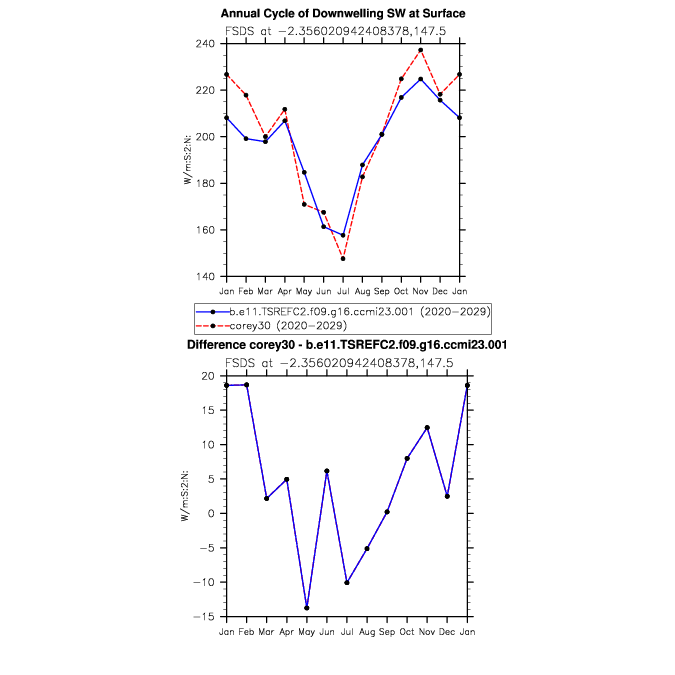 Annual Cycle of Downwelling SW at Surface
FSDS at −2.356020942408378,147.5
240
220
200
180
160
140
W/m:S:2:N:
Jan Feb Mar Apr May Jun Jul Aug Sep Oct Nov Dec Jan
b.e11.TSREFC2.f09.g16.ccmi23.001 (2020−2029)
corey30 (2020−2029)
Difference corey30 - b.e11.TSREFC2.f09.g16.ccmi23.001
FSDS at −2.356020942408378,147.5
20
15
10
5
0
−5
−10
−15
W/m:S:2:N:
Jan Feb Mar Apr May Jun Jul Aug Sep Oct Nov Dec Jan